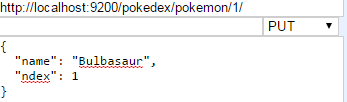 http://localhost:9200/pokedex/pokemon/1/
PUT
{
"name": "Bulbasaur",
"ndex": 1
}